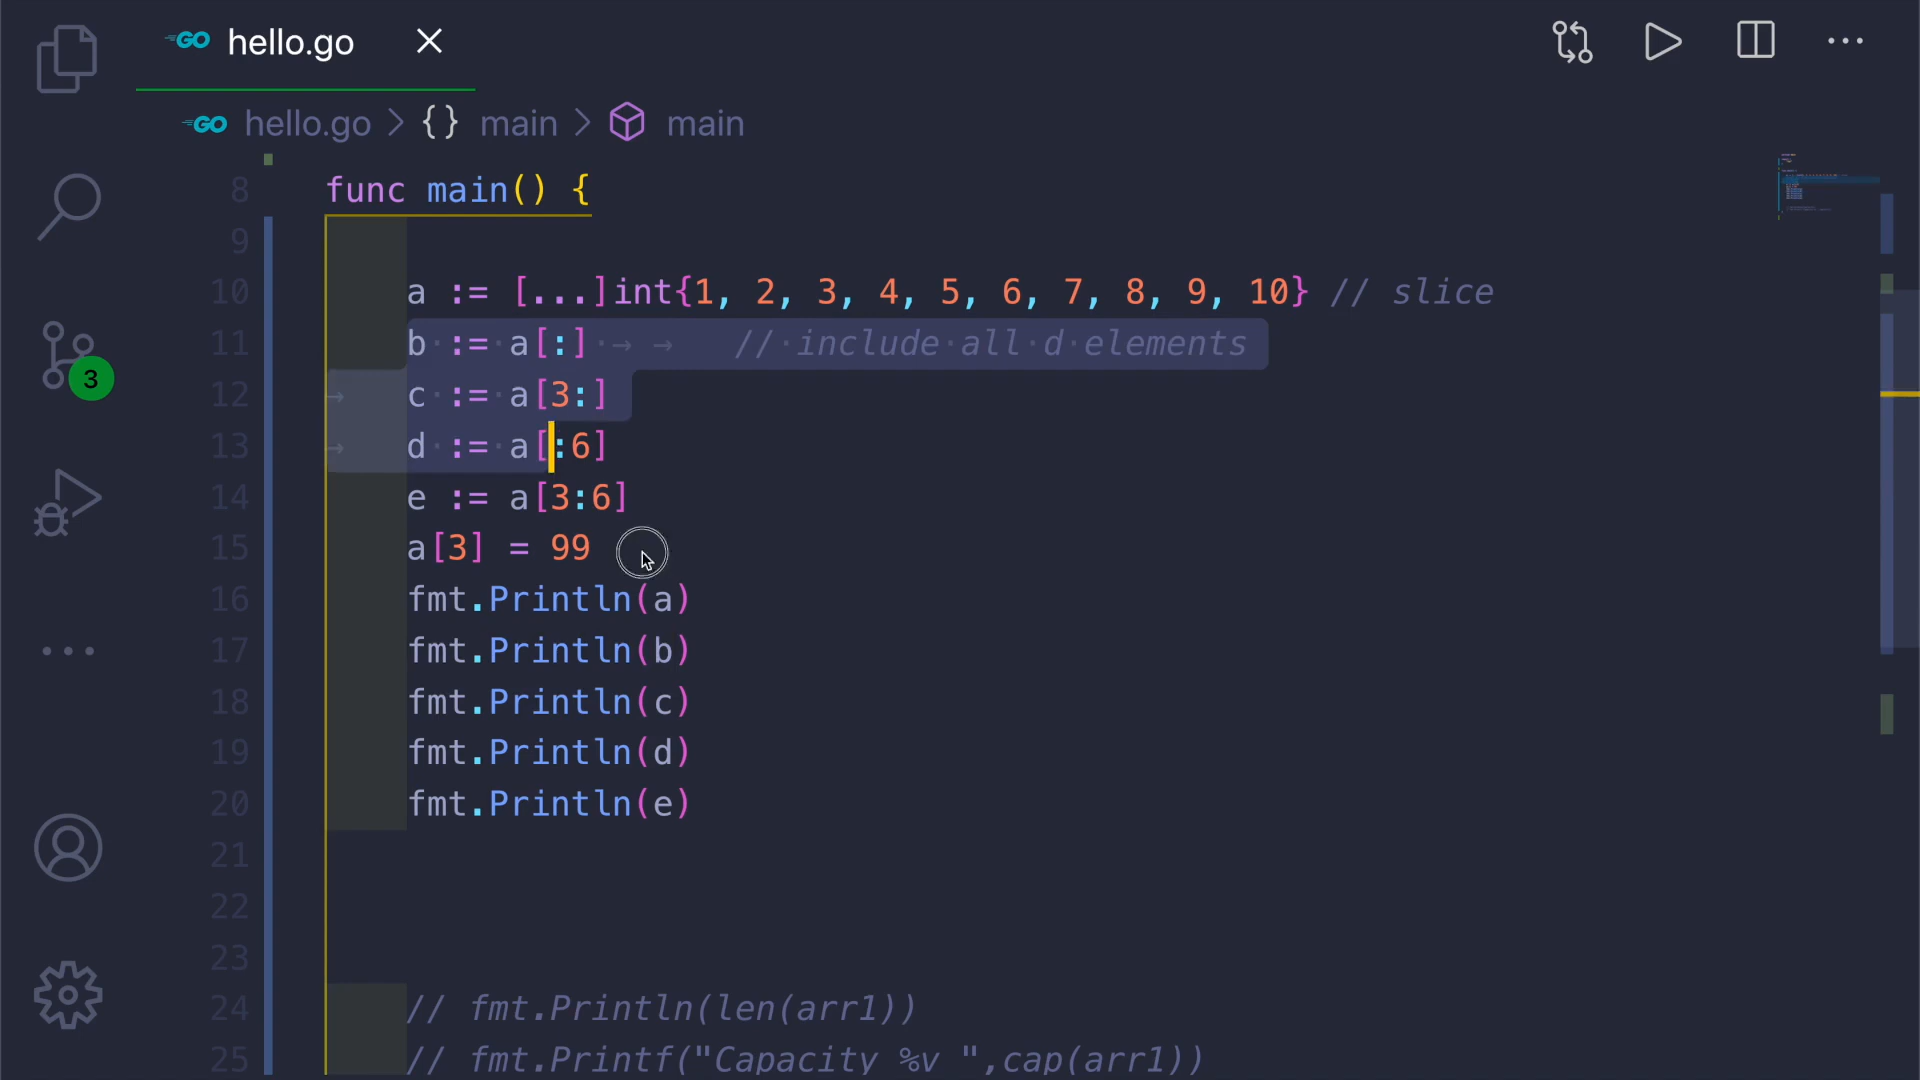 GO hello.go
GO hello.go > {} main > main
8 func main() {
9
10 a := [...]int{1, 2, 3, 4, 5, 6, 7, 8, 9, 10} // slice
11 b := a[:] // include all d elements
12 c := a[3:]
13 d := a[:6]
14 e := a[3:6]
15 a[3] = 99
16 fmt.Println(a)
17 fmt.Println(b)
18 fmt.Println(c)
19 fmt.Println(d)
20 fmt.Println(e)
21
22
23
24 // fmt.Println(len(arr1))
25 // fmt.Printf("Capacity %v ",cap(arr1))
3